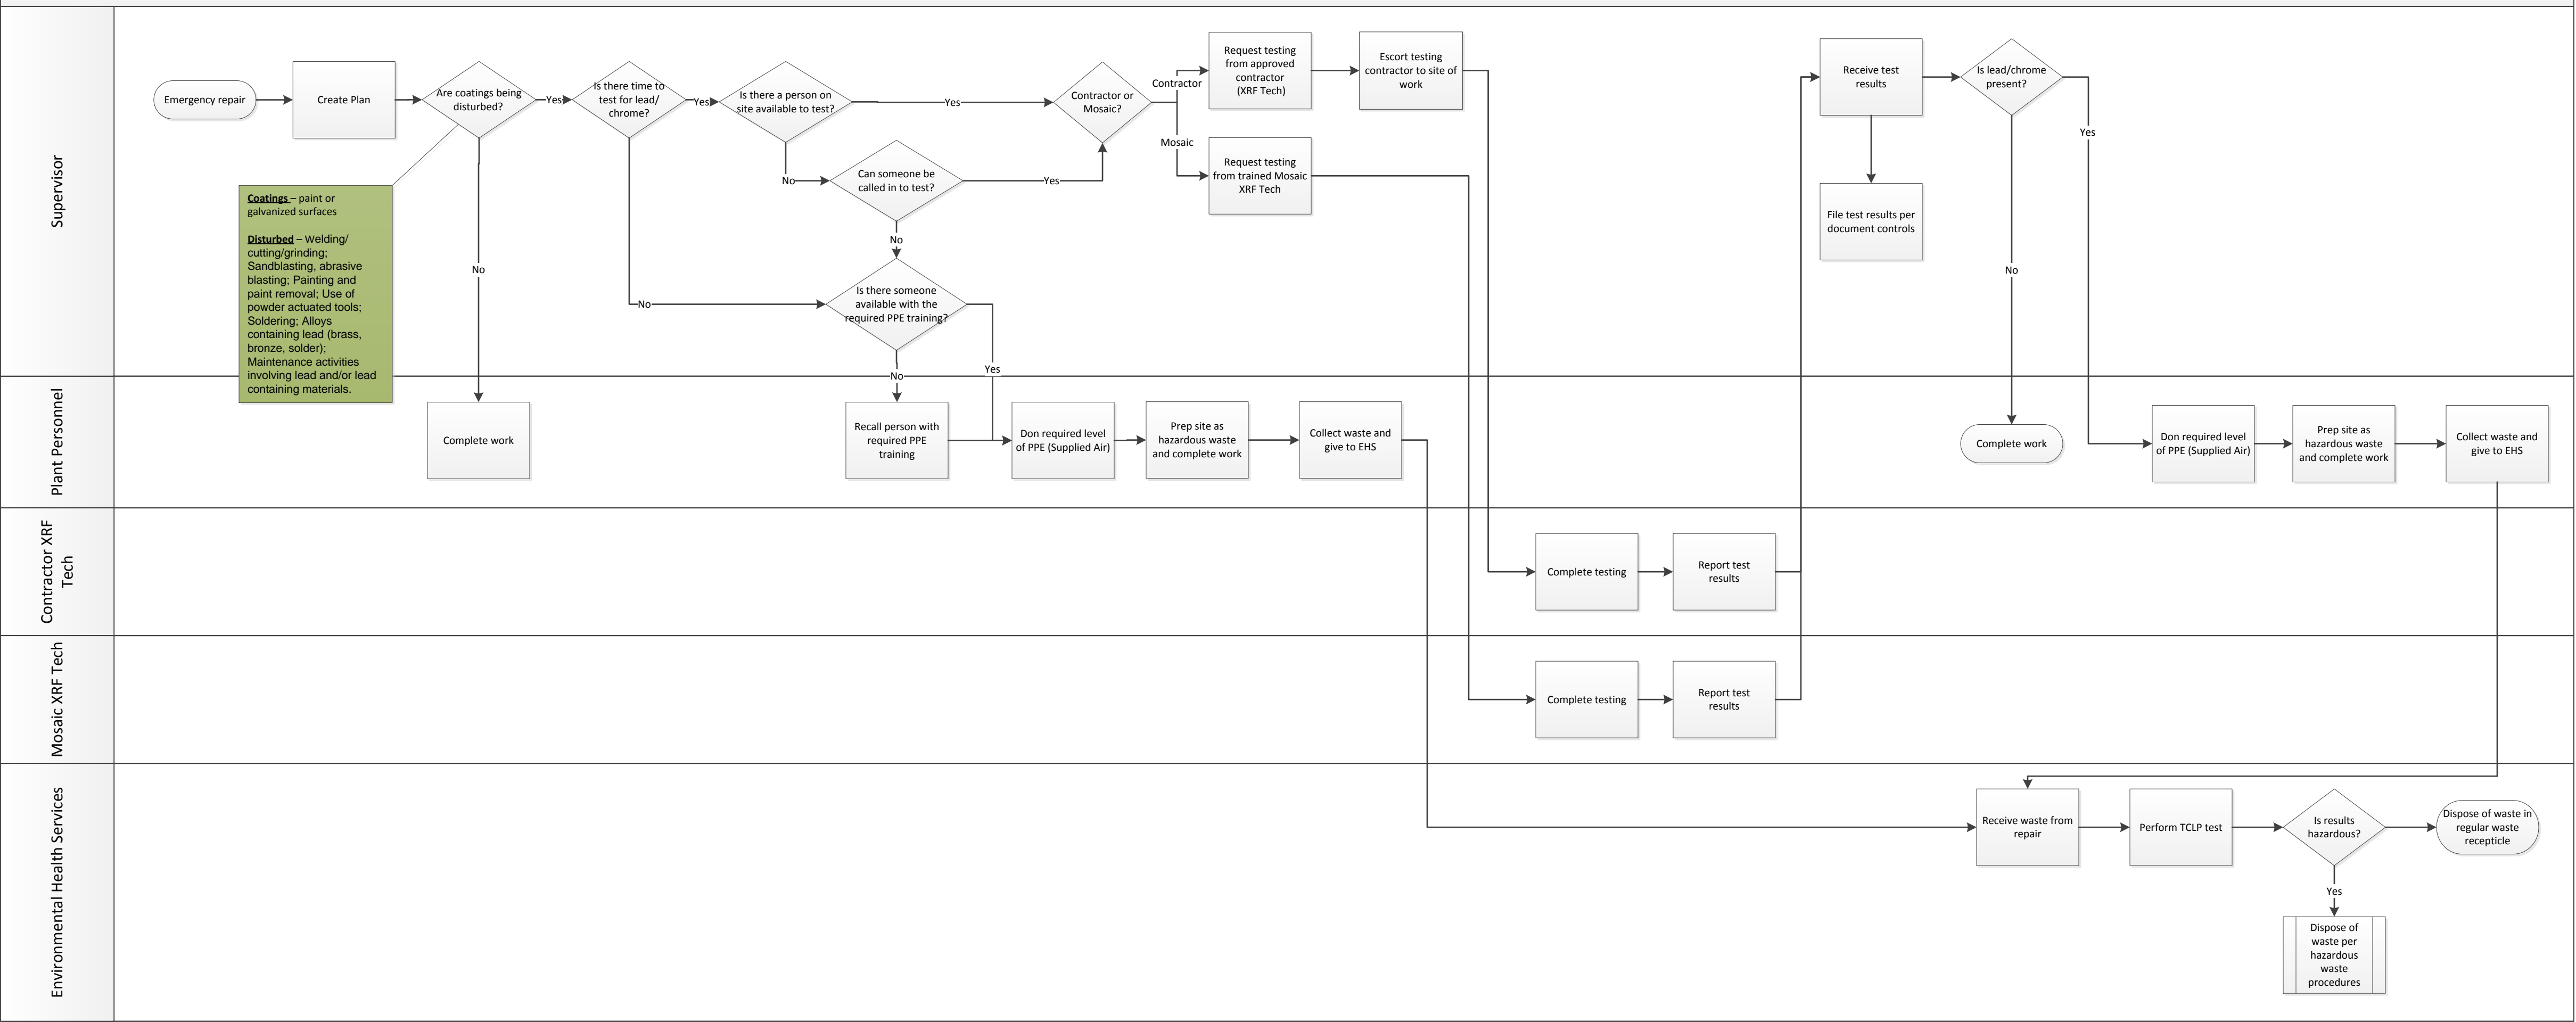 Supervisor
Emergency repair
Create Plan
Are coatings being
disturbed?
Yes
Is there time to
test for lead/
chrome?
Yes
Is there a person on
site available to test?
Yes
Contractor or
Mosaic?
Contractor
Mosaic
Request testing
from approved
contractor
(XRF Tech)
Escort testing
contractor to site of
work
Request testing
from trained Mosaic
XRF Tech
No
Can someone be
called in to test?
Yes
No
Is there someone
available with the
required PPE training?
No
No
Yes
No
Coatings – paint or
galvanized surfaces
Disturbed – Welding/
cutting/grinding;
Sandblasting, abrasive
blasting; Painting and
paint removal; Use of
powder actuated tools;
Soldering; Alloys
containing lead (brass,
bronze, solder);
Maintenance activities
involving lead and/or lead
containing materials.
Receive test
results
Is lead/chrome
present?
Yes
No
File test results per
document controls
Plant Personnel
Complete work
Recall person with
required PPE
training
Don required level
of PPE (Supplied Air)
Prep site as
hazardous waste
and complete work
Collect waste and
give to EHS
Complete work
Don required level
of PPE (Supplied Air)
Prep site as
hazardous waste
and complete work
Collect waste and
give to EHS
Contractor XRF
Tech
Complete testing
Report test
results
Mosaic XRF Tech
Complete testing
Report test
results
Environmental Health Services
Receive waste from
repair
Perform TCLP test
Is results
hazardous?
Dispose of waste in
regular waste
recepticle
Yes
Dispose of
waste per
hazardous
waste
procedures